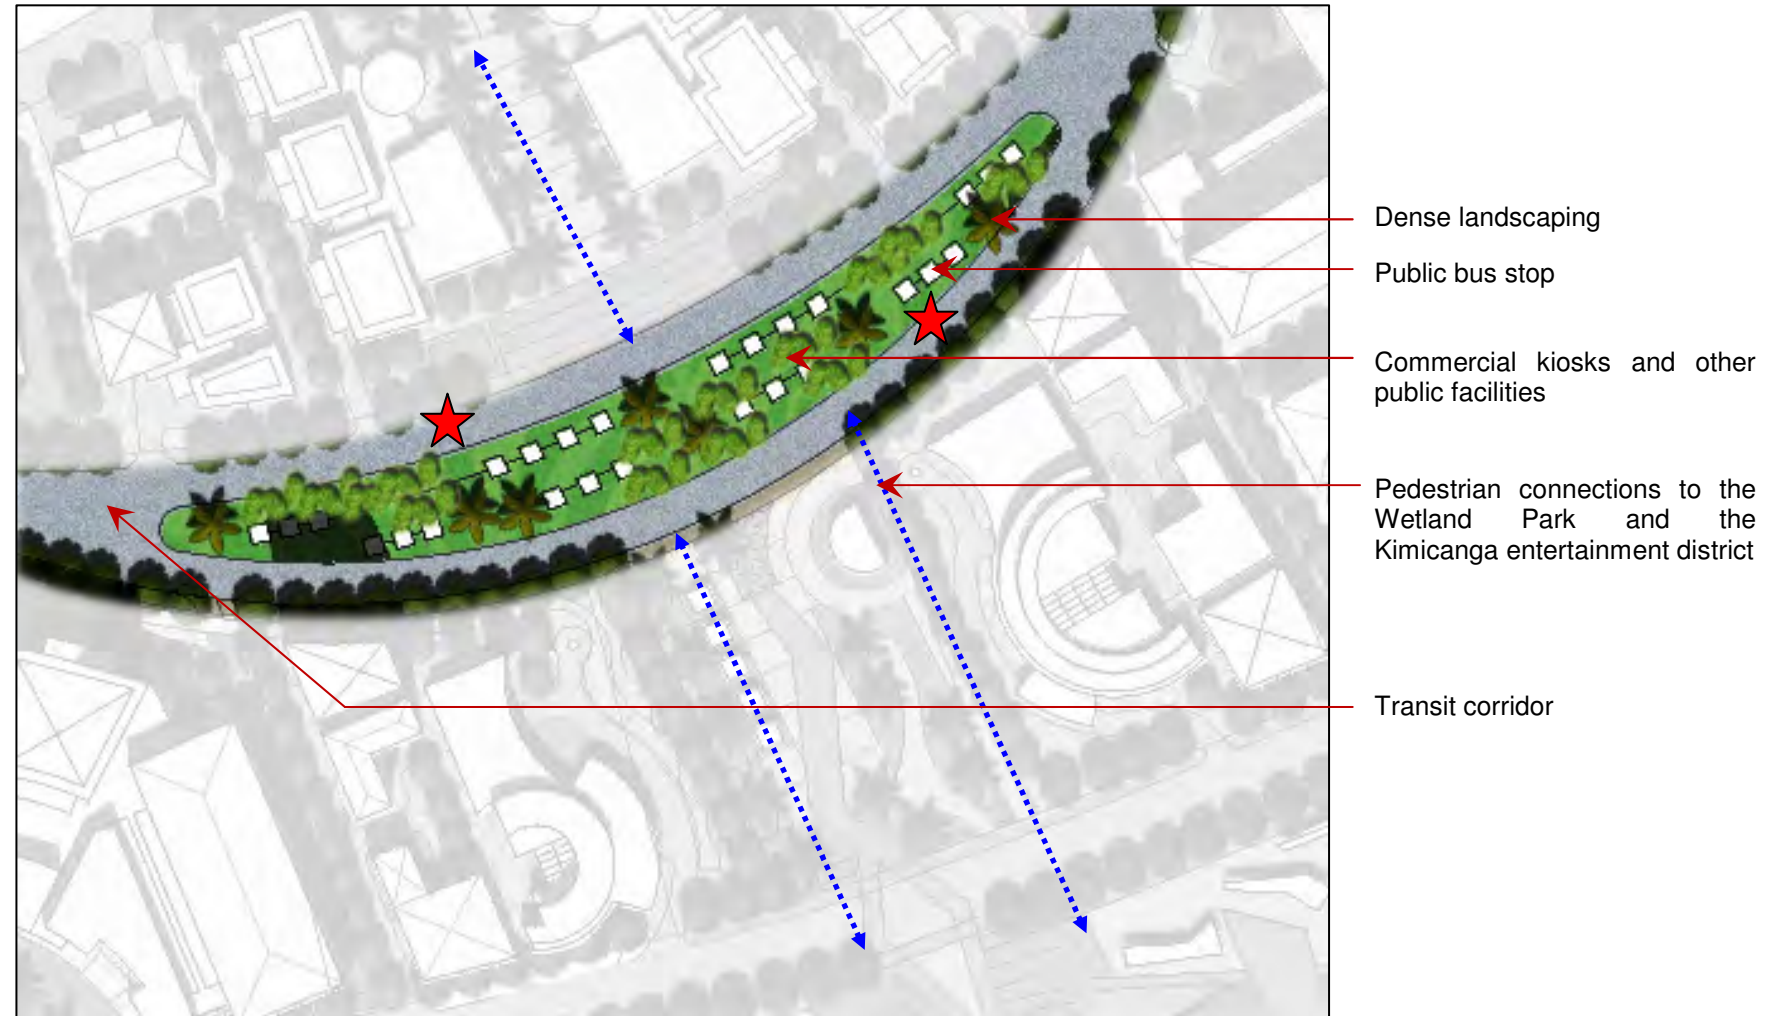 Dense landscaping
Public bus stop
Commercial kiosks and other
public facilities
Pedestrian connections to the
Wetland Park and the
Kimicanga entertainment district
Transit corridor